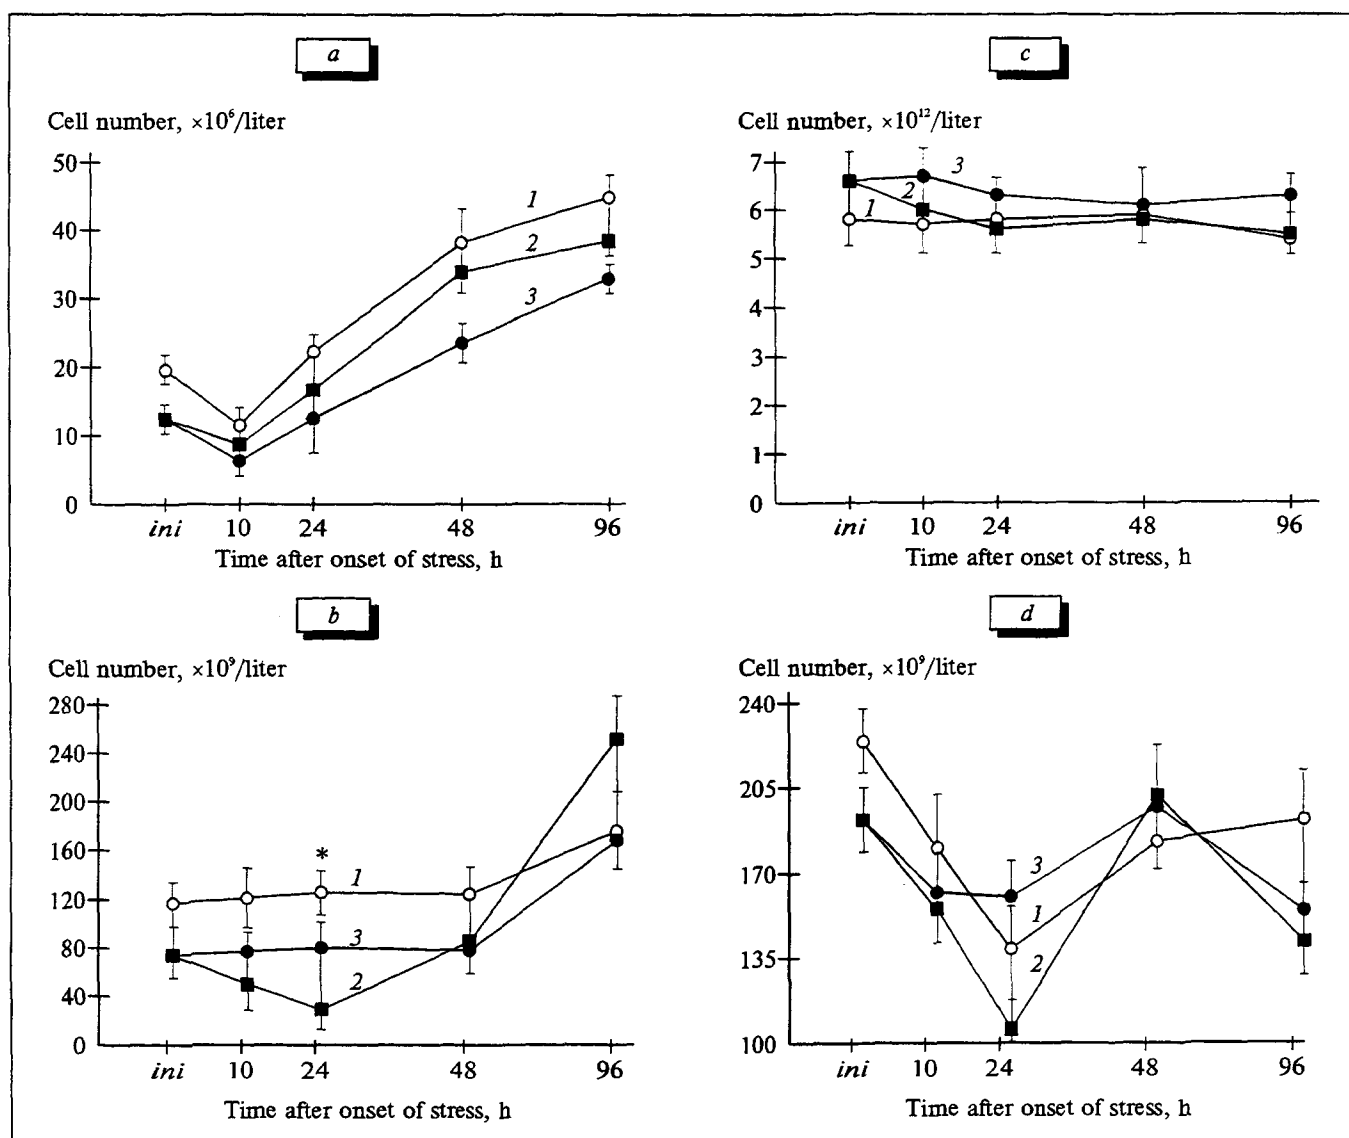 a
Cell number, ×10⁶/liter
50
40
30
20
10
0
1
2
3
ini 10 24 48 96
Time after onset of stress, h
c
Cell number, ×10¹²/liter
7
6
5
4
3
2
1
0
3
2
1
ini 10 24 48 96
Time after onset of stress, h
b
Cell number, ×10⁹/liter
280
240
200
160
120
80
40
0
*
1
3
2
ini 10 24 48 96
Time after onset of stress, h
d
Cell number, ×10⁹/liter
240
205
170
135
100
3
1
2
ini 10 24 48 96
Time after onset of stress, h